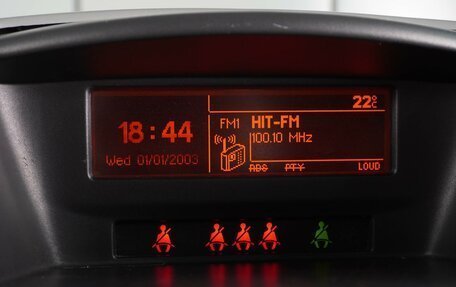 22°C
FM1 HIT-FM
18:44
100.10 MHz
Wed 01/01/2003
RDS PTY LOUD